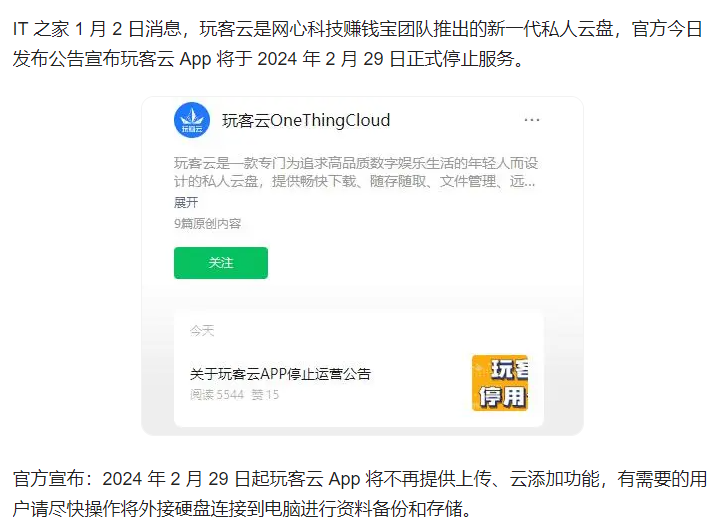 IT 之家 1 月 2 日消息，玩客云是网心科技赚钱宝团队推出的新一代私人云盘，官方今日
发布公告宣布玩客云 App 将于 2024 年 2 月 29 日正式停止服务。
玩客云
玩客云OneThingCloud
玩客云是一款专门为追求高品质数字娱乐生活的年轻人而设
计的私人云盘，提供畅快下载、随存随取、文件管理、远...
展开
9篇原创内容
关注
今天
关于玩客云APP停止运营公告
阅读 5544 赞 15
玩客
停用
官方宣布：2024 年 2 月 29 日起玩客云 App 将不再提供上传、云添加功能，有需要的用
户请尽快操作将外接硬盘连接到电脑进行资料备份和存储。